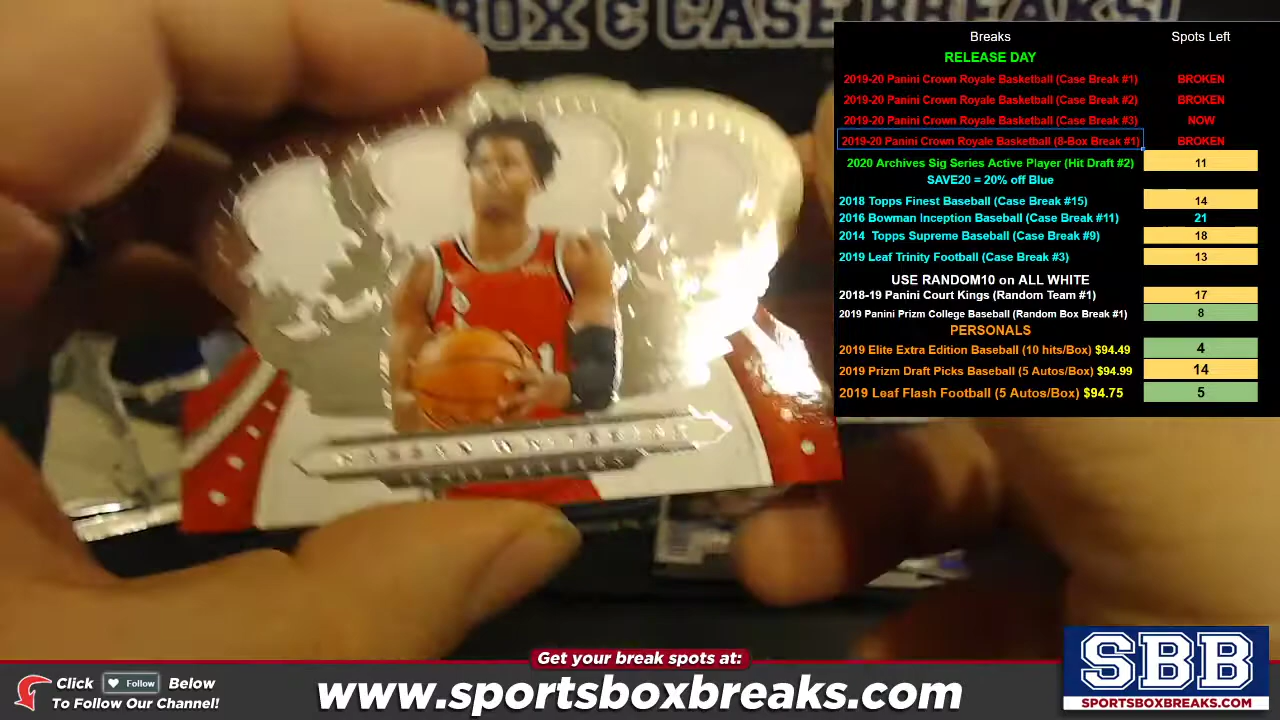 BOX & CASE BREAKS!
Breaks Spots Left
RELEASE DAY
2019-20 Panini Crown Royale Basketball (Case Break #1) BROKEN
2019-20 Panini Crown Royale Basketball (Case Break #2) BROKEN
2019-20 Panini Crown Royale Basketball (Case Break #3) NOW
2019-20 Panini Crown Royale Basketball (8-Box Break #1) BROKEN
2020 Archives Sig Series Active Player (Hit Draft #2) 11
SAVE20 = 20% off Blue
2018 Topps Finest Baseball (Case Break #15) 14
2016 Bowman Inception Baseball (Case Break #11) 21
2014 Topps Supreme Baseball (Case Break #9) 18
2019 Leaf Trinity Football (Case Break #3) 13
USE RANDOM10 on ALL WHITE
2018-19 Panini Court Kings (Random Team #1) 17
2019 Panini Prizm College Baseball (Random Box Break #1) 8
PERSONALS
2019 Elite Extra Edition Baseball (10 hits/Box) $94.49 4
2019 Prizm Draft Picks Baseball (5 Autos/Box) $94.99 14
2019 Leaf Flash Football (5 Autos/Box) $94.75 5
Get your break spots at:
Click Follow Below
To Follow Our Channel!
www.sportsboxbreaks.com
SBB
SPORTSBOXBREAKS.COM